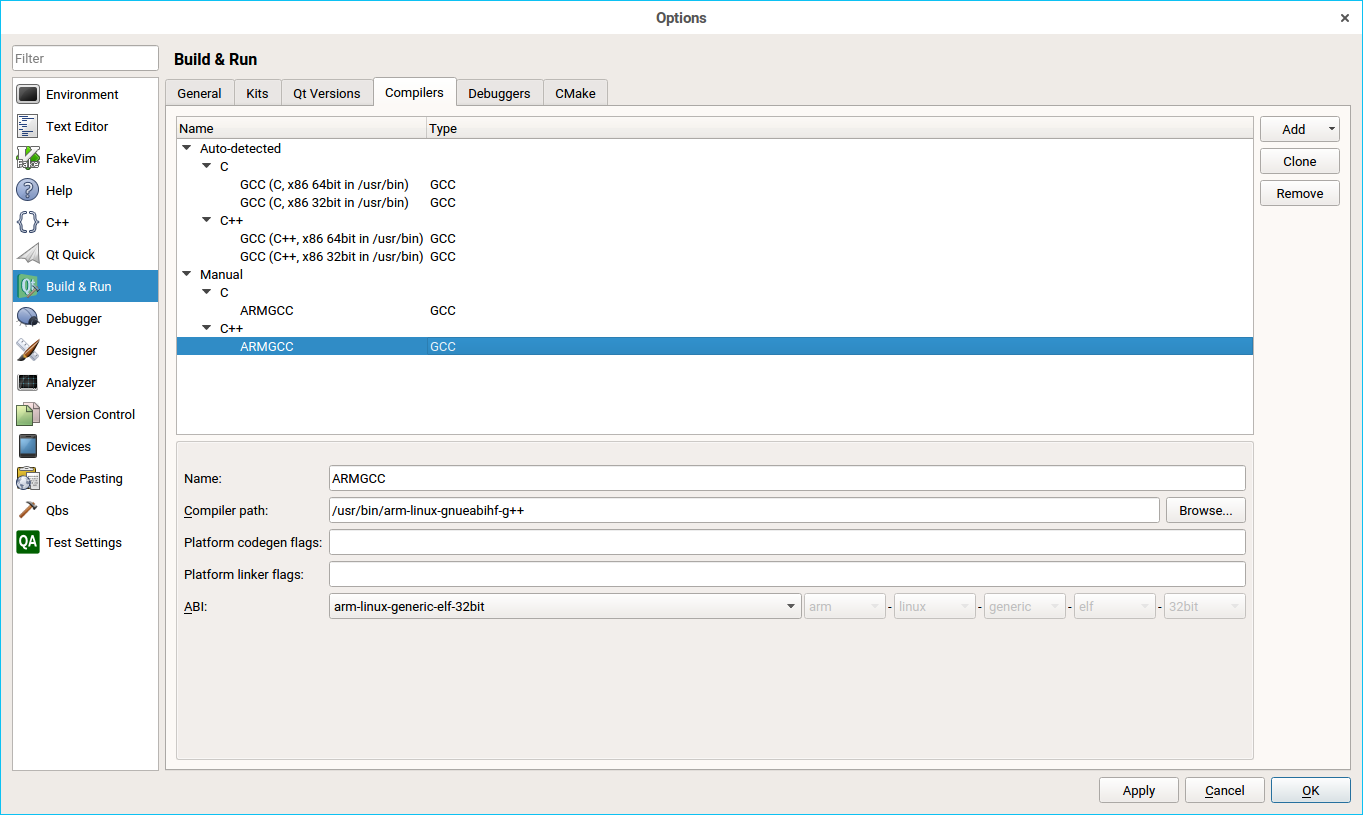 Options
Filter
Environment
Text Editor
FakeVim
Help
C++
Qt Quick
Build & Run
Debugger
Designer
Analyzer
Version Control
Devices
Code Pasting
Qbs
QA Test Settings
Build & Run
General Kits Qt Versions Compilers Debuggers CMake
Name Type
Auto-detected
C
GCC (C, x86 64bit in /usr/bin) GCC
GCC (C, x86 32bit in /usr/bin) GCC
C++
GCC (C++, x86 64bit in /usr/bin) GCC
GCC (C++, x86 32bit in /usr/bin) GCC
Manual
C
ARMGCC GCC
C++
ARMGCC GCC
Add
Clone
Remove
Name: ARMGCC
Compiler path: /usr/bin/arm-linux-gnueabihf-g++ Browse...
Platform codegen flags:
Platform linker flags:
ABI: arm-linux-generic-elf-32bit arm - linux - generic - elf - 32bit
Apply Cancel OK